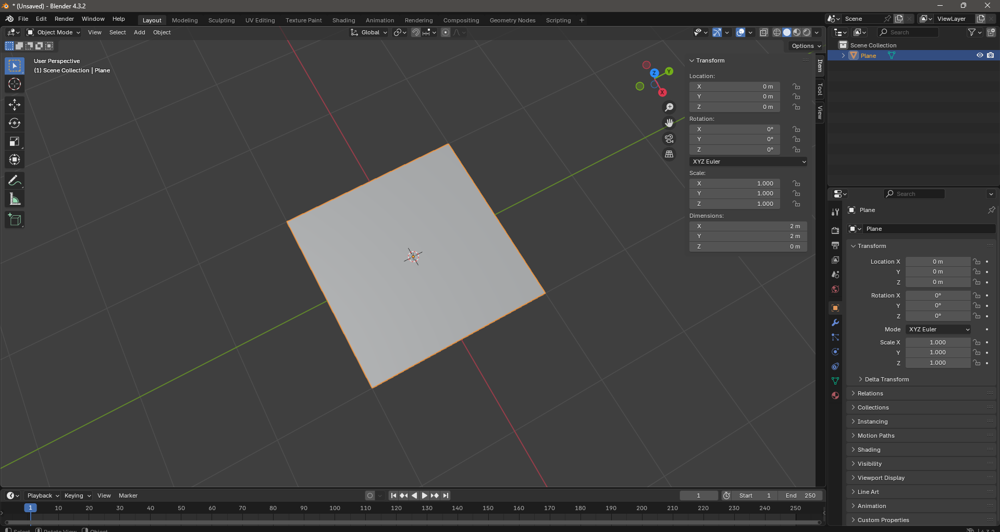 * (Unsaved) - Blender 4.3.2
File Edit Render Window Help Layout Modeling Sculpting UV Editing Texture Paint Shading Animation Rendering Compositing Geometry Nodes Scripting + Scene ViewLayer
Object Mode View Select Add Object Global Search
Options
User Perspective
(1) Scene Collection | Plane
Z Y X
Transform
Location:
X 0 m
Y 0 m
Z 0 m
Rotation:
X 0°
Y 0°
Z 0°
XYZ Euler
Scale:
X 1.000
Y 1.000
Z 1.000
Dimensions:
X 2 m
Y 2 m
Z 0 m
Item
Tool
View
Scene Collection
Plane
Search
Plane
Plane
Transform
Location X 0 m
Y 0 m
Z 0 m
Rotation X 0°
Y 0°
Z 0°
Mode XYZ Euler
Scale X 1.000
Y 1.000
Z 1.000
Delta Transform
Relations
Collections
Instancing
Motion Paths
Shading
Visibility
Viewport Display
Line Art
Animation
Custom Properties
Playback Keying View Marker 1 Start 1 End 250
1 10 20 30 40 50 60 70 80 90 100 110 120 130 140 150 160 170 180 190 200 210 220 230 240 250
Select Rotate View Object 4.3.2